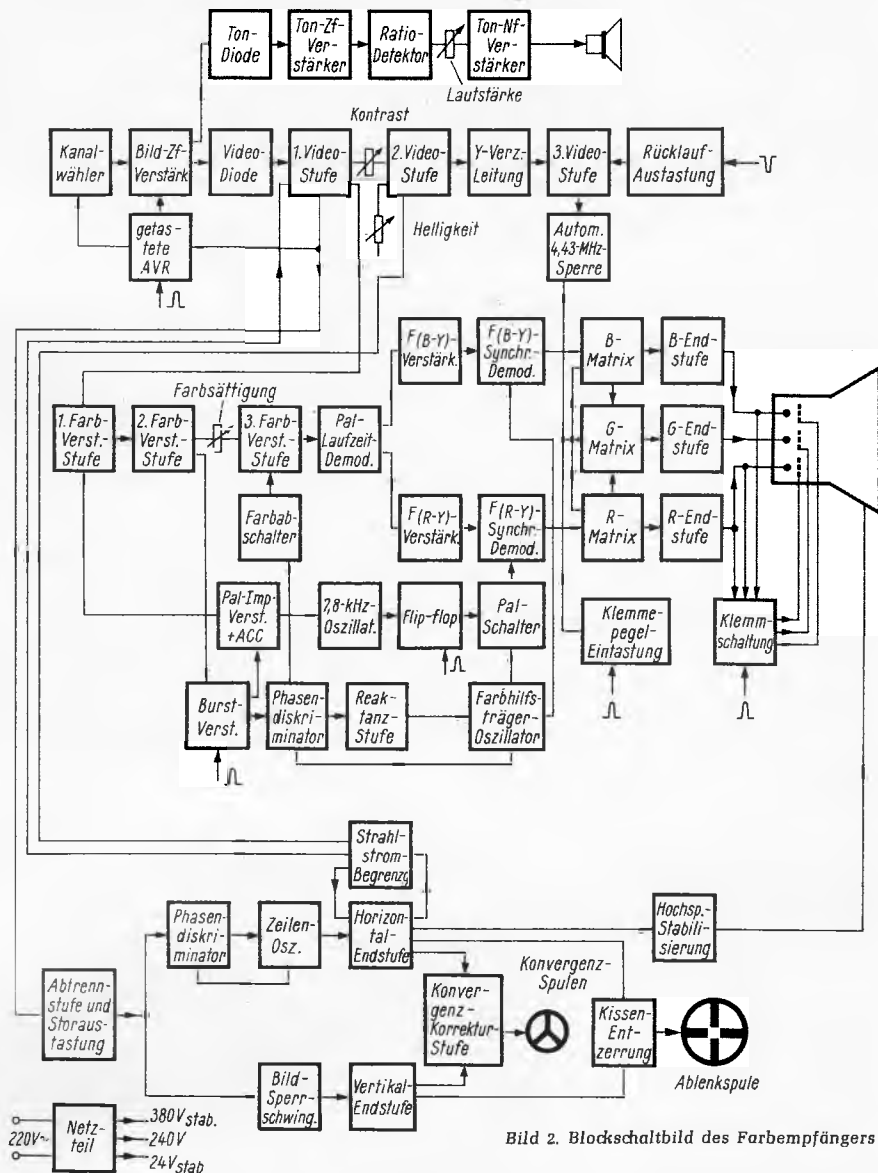 Ton-
Diode
Ton-Zf-
Ver-
stärker
Ratio-
Detektor
Ton-Nf-
Ver-
stärker
Lautstärke
Kontrast
Kanal-
wähler
Bild-Zf-
Verstärk.
Video-
Diode
1.Video-
Stufe
2.Video-
Stufe
Y-Verz.-
Leitung
3.Video-
Stufe
Rücklauf-
Austastung
getas-
tete
AVR
Helligkeit
Autom.
4,43-MHz-
Sperre
F(B-Y)-
Verstärk.
F(B-Y)-
Synchr.-
Demod.
B-
Matrix
B-End-
stufe
Farbsättigung
1. Farb-
Verst.-
Stufe
2. Farb-
Verst.-
Stufe
3. Farb-
Verst.-
Stufe
Pal-
Laufzeit-
Demod.
G-
Matrix
G-End-
stufe
Farbab-
schalter
F(R-Y)-
Verstärk.
F(R-Y)-
Synchr.-
Demod.
R-
Matrix
R-End-
stufe
Pal-Imp-
Verst.
+ACC
7,8-kHz-
Oszillat.
Flip-flop
Pal-
Schalter
Klemme-
pegel-
Eintastung
Klemm-
schaltung
Burst-
Verst.
Phasen-
diskri-
minator
Reak-
tanz-
Stufe
Farbhilfs-
träger-
Oszillator
Strahl-
strom-
Begrenzg
Phasen-
diskri-
minator
Zeilen-
Osz.
Horizon-
tal-
Endstufe
Hochsp.-
Stabili-
sierung
Abtrenn-
stufe und
Storaus-
tastung
Konver-
genz-
Korrektur-
Stufe
Konvergenz-
Spulen
Kissen-
Ent-
zerrung
Ablenkspule
Bild-
Sperr-
schwing.
Vertikal-
Endstufe
220V~
Netz-
teil
380V stab.
240V
24V stab
Bild 2. Blockschaltbild des Farbempfängers